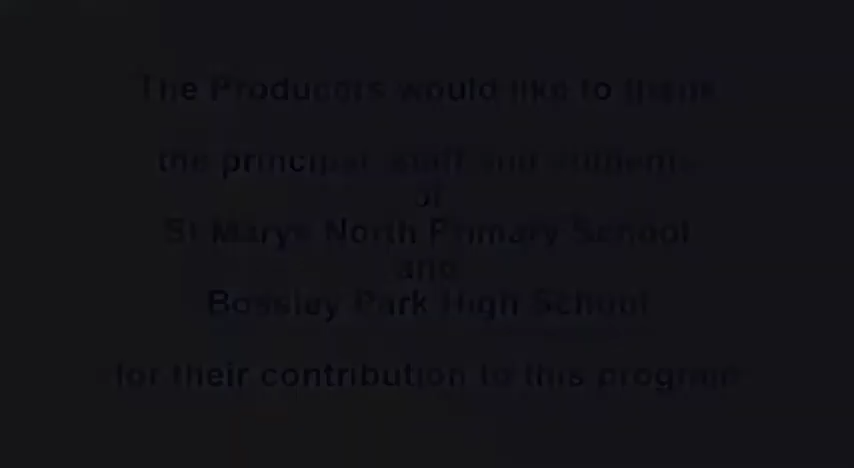 The Producers would like to thank
the principal staff and students
of
St Marys North Primary School
and
Bossley Park High School
for their contribution to this program